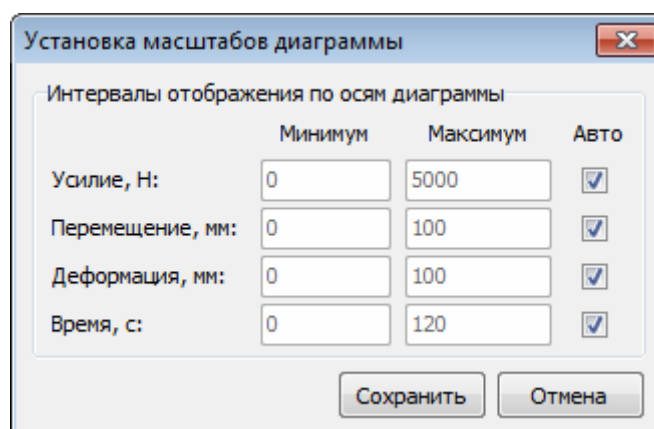 Установка масштабов диаграммы
Интервалы отображения по осям диаграммы
Минимум Максимум Авто
Усилие, Н: 0 5000
Перемещение, мм: 0 100
Деформация, мм: 0 100
Время, с: 0 120
Сохранить Отмена